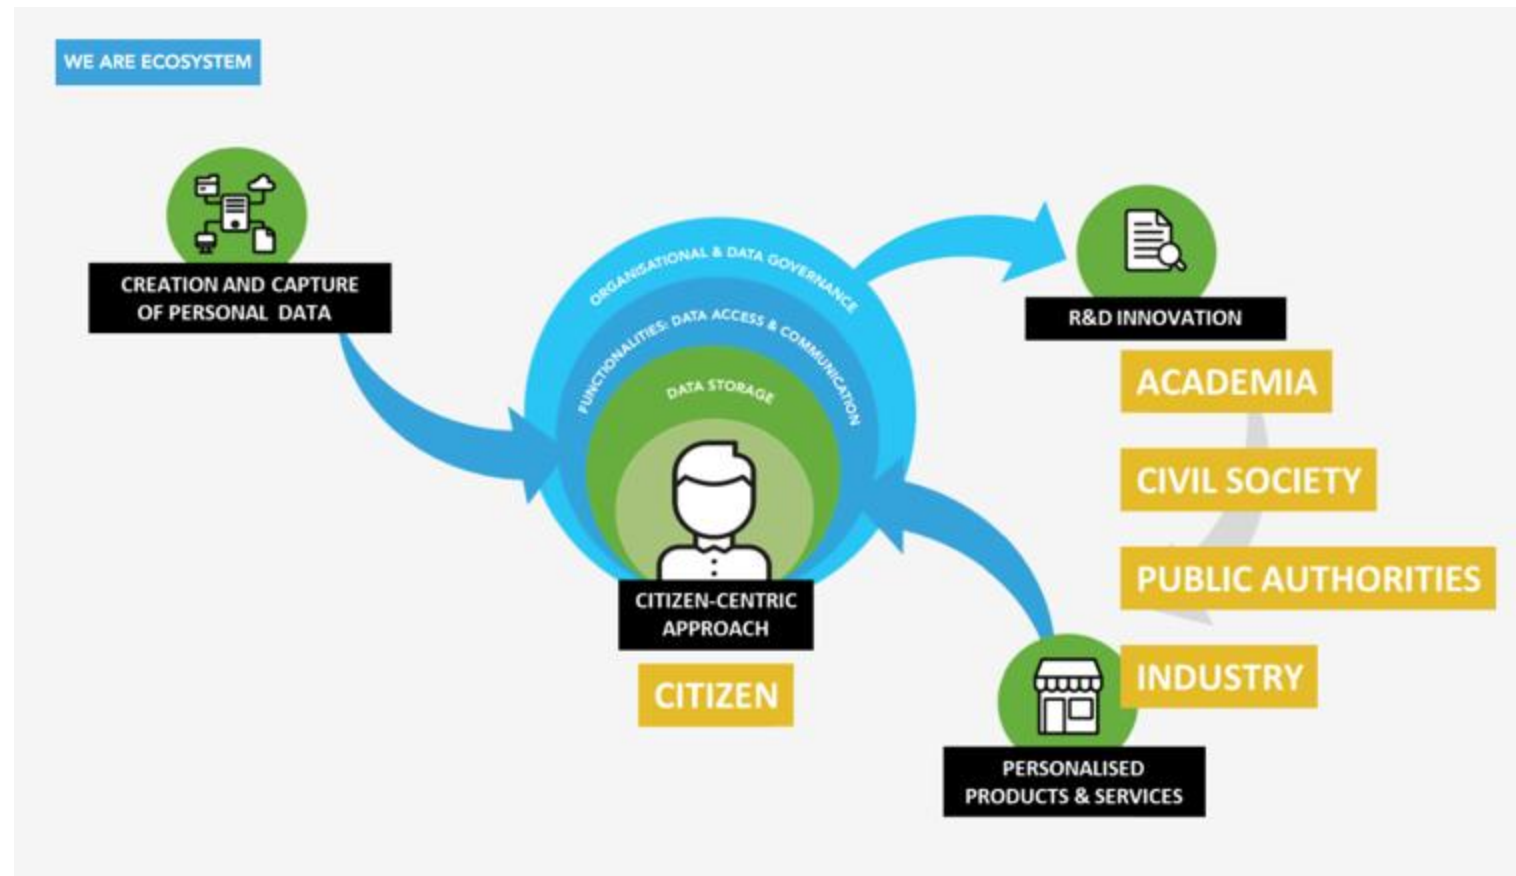 WE ARE ECOSYSTEM
CREATION AND CAPTURE
OF PERSONAL DATA
ORGANISATIONAL & DATA GOVERNANCE
FUNCTIONALITIES: DATA ACCESS & COMMUNICATION
DATA STORAGE
CITIZEN-CENTRIC
APPROACH
CITIZEN
R&D INNOVATION
ACADEMIA
CIVIL SOCIETY
PUBLIC AUTHORITIES
INDUSTRY
PERSONALISED
PRODUCTS & SERVICES